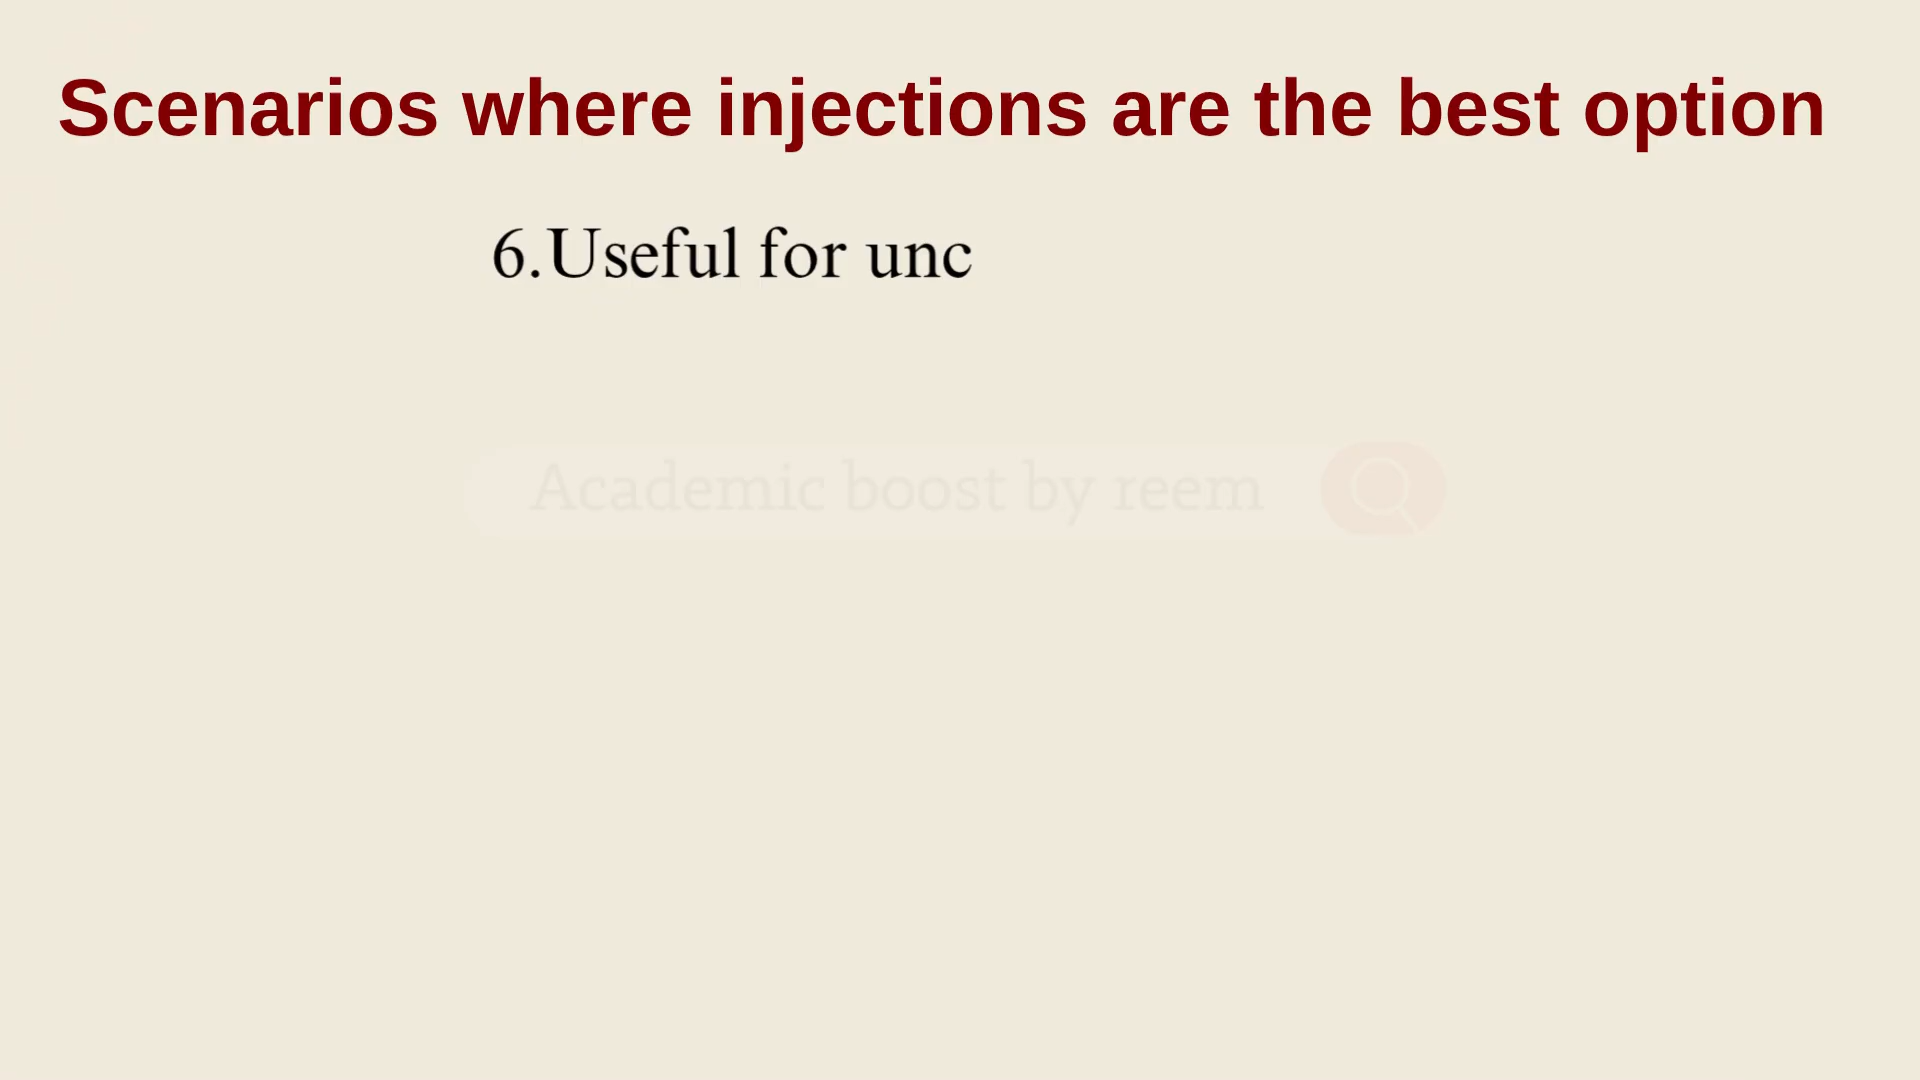 Scenarios where injections are the best option
6.Useful for unc
Academic boost by reem